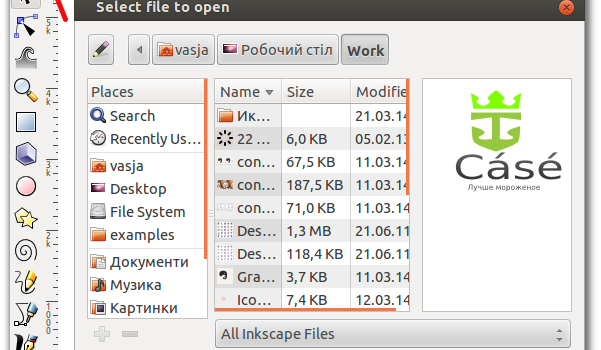 Select file to open
vasja
Робочий стіл
Work
Places
Search
Recently Us...
vasja
Desktop
File System
examples
Документи
Музика
Картинки
Name Size Modifie
Ик... 21.03.14
22 ... 6,0 KB 05.02.13
con... 67,5 KB 11.03.14
con... 187,5 KB 11.03.14
con... 71,0 KB 11.03.14
Des... 1,3 MB 21.06.11
Des... 118,4 KB 21.06.11
Gra... 3,7 KB 11.03.14
Ico... 7,4 KB 12.03.14
Cásé
Лучше мороженое
All Inkscape Files